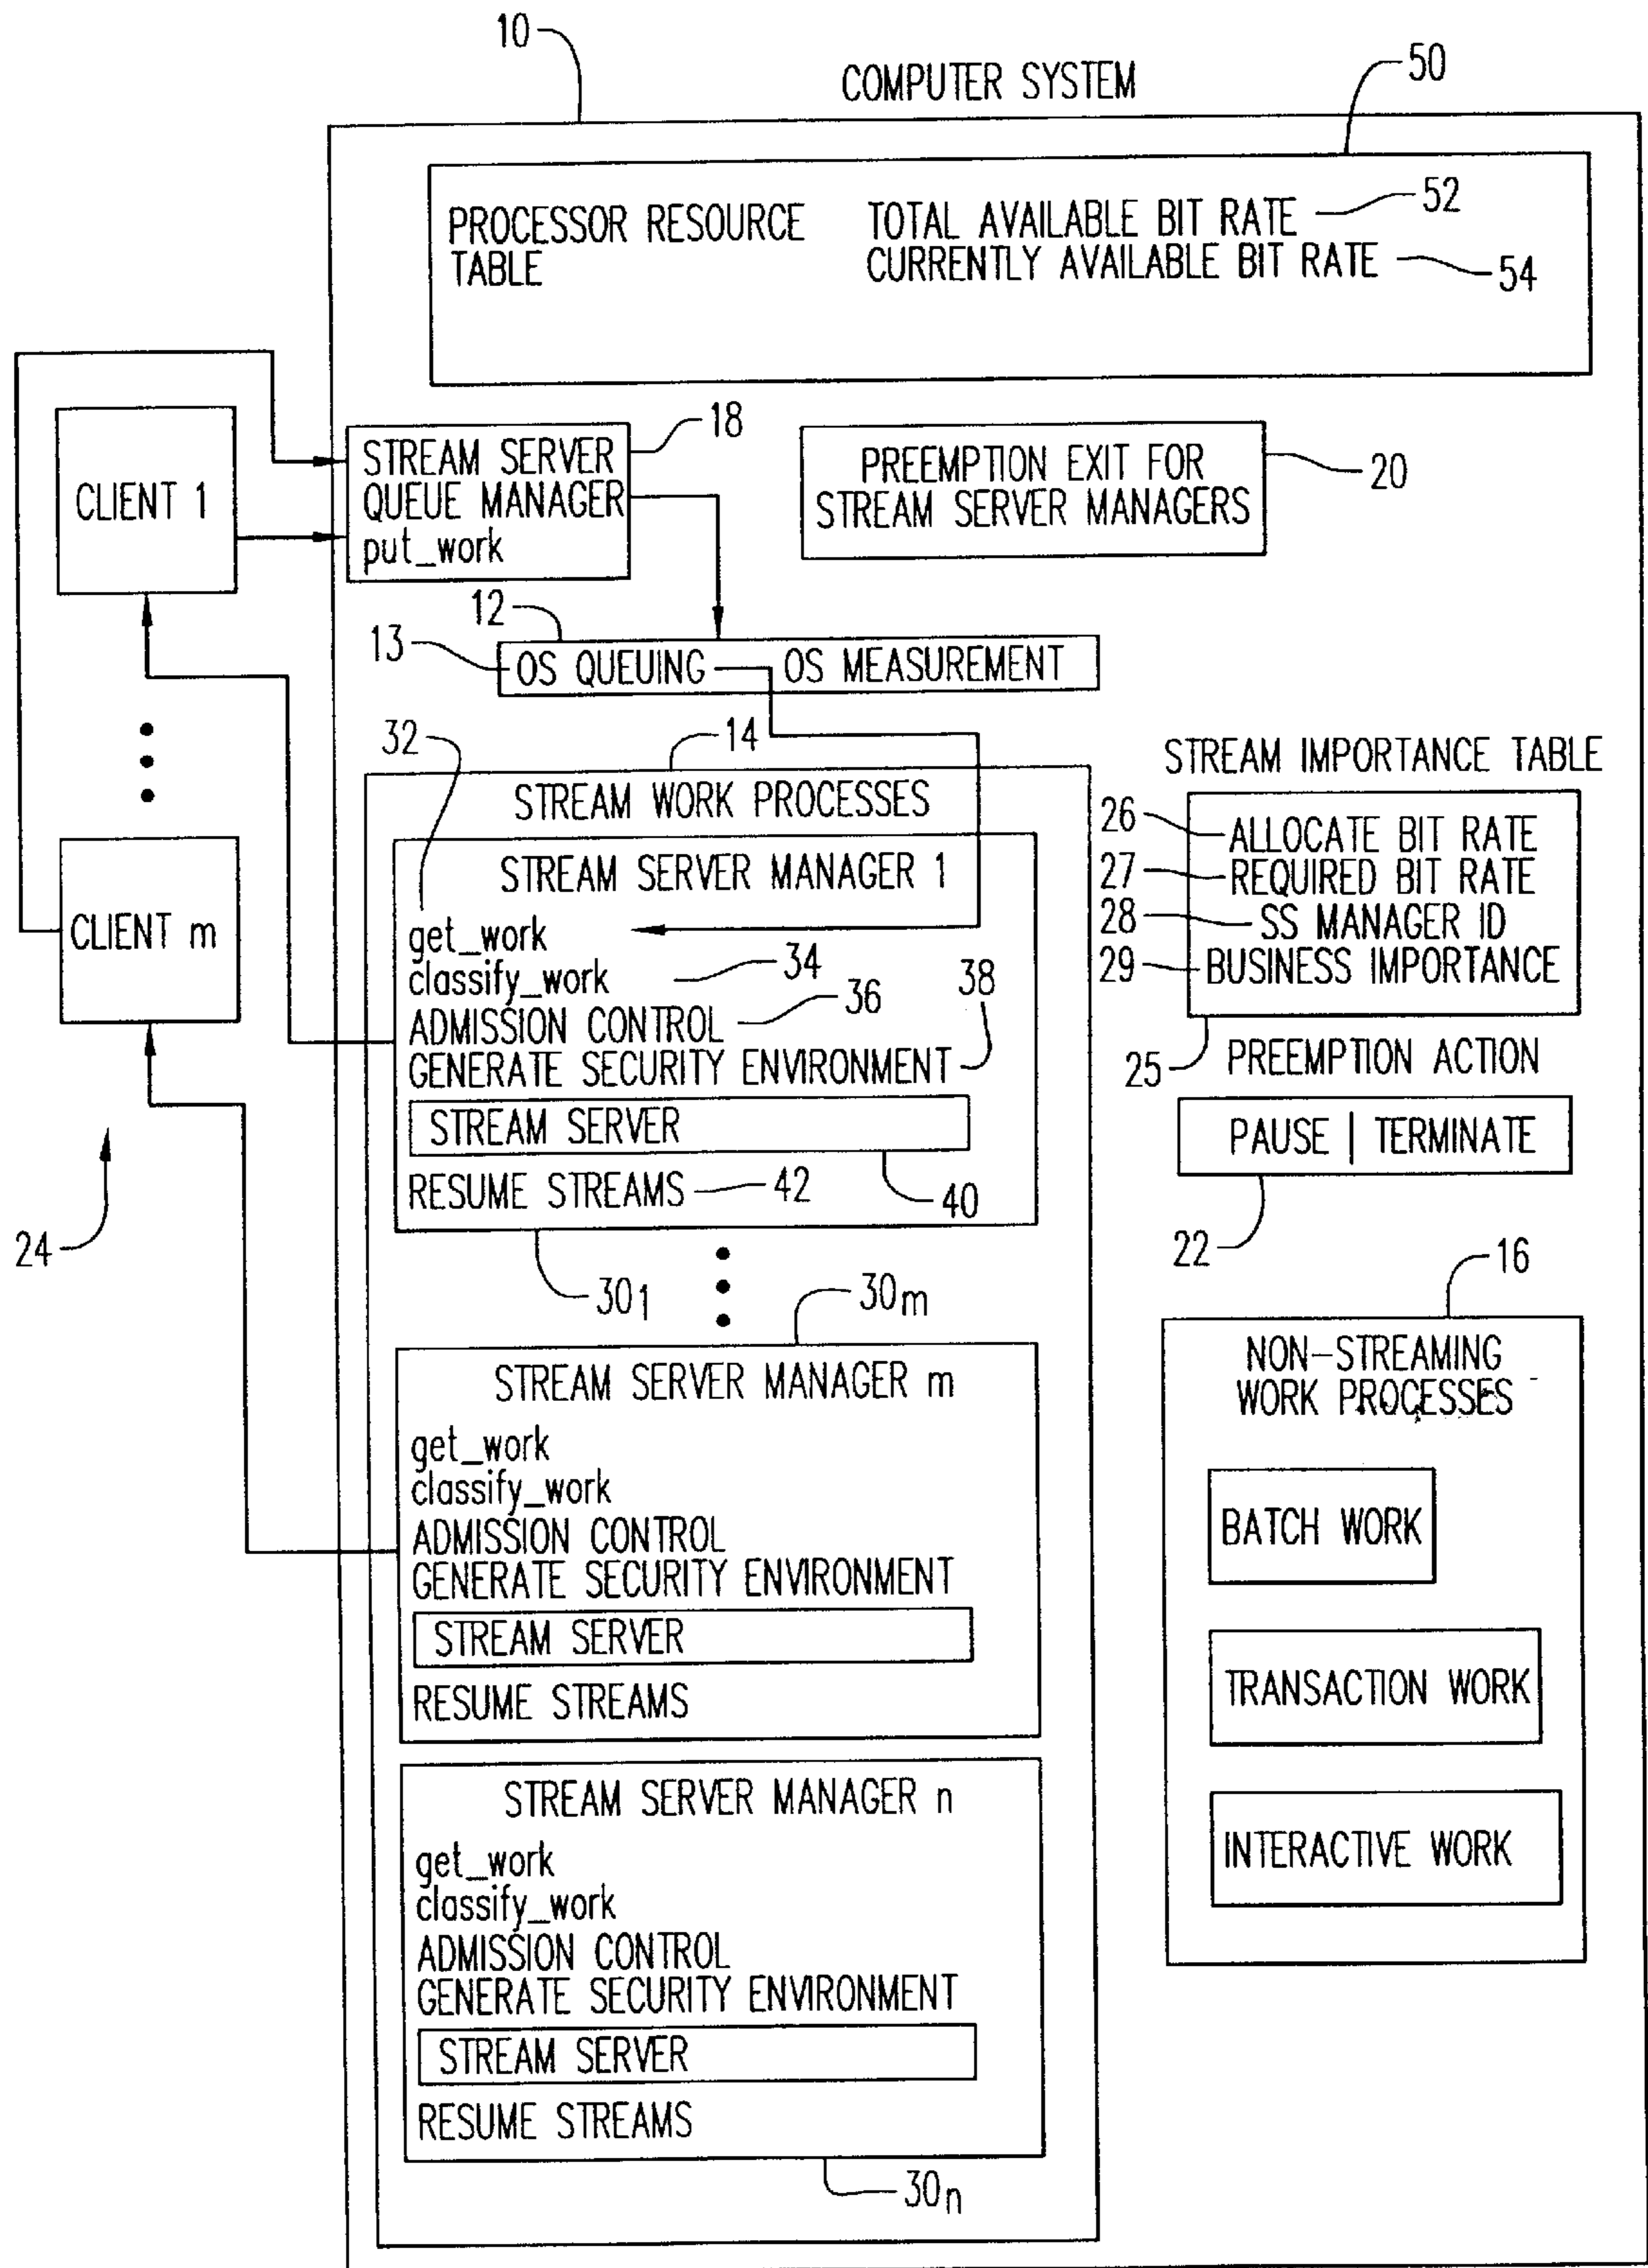 10
COMPUTER SYSTEM
50
PROCESSOR RESOURCE
TABLE
TOTAL AVAILABLE BIT RATE
52
CURRENTLY AVAILABLE BIT RATE
54
CLIENT 1
STREAM SERVER
QUEUE MANAGER
put_work
18
PREEMPTION EXIT FOR
STREAM SERVER MANAGERS
20
12
13
OS QUEUING
OS MEASUREMENT
32
14
STREAM WORK PROCESSES
STREAM SERVER MANAGER 1
get_work
classify_work
34
ADMISSION CONTROL
36
38
GENERATE SECURITY ENVIRONMENT
STREAM SERVER
RESUME STREAMS
42
40
30₁
CLIENT m
24
STREAM IMPORTANCE TABLE
26
ALLOCATE BIT RATE
27
REQUIRED BIT RATE
28
SS MANAGER ID
29
BUSINESS IMPORTANCE
25
PREEMPTION ACTION
PAUSE | TERMINATE
22
16
30ₘ
STREAM SERVER MANAGER m
get_work
classify_work
ADMISSION CONTROL
GENERATE SECURITY ENVIRONMENT
STREAM SERVER
RESUME STREAMS
NON-STREAMING
WORK PROCESSES
BATCH WORK
TRANSACTION WORK
INTERACTIVE WORK
STREAM SERVER MANAGER n
get_work
classify_work
ADMISSION CONTROL
GENERATE SECURITY ENVIRONMENT
STREAM SERVER
RESUME STREAMS
30ₙ